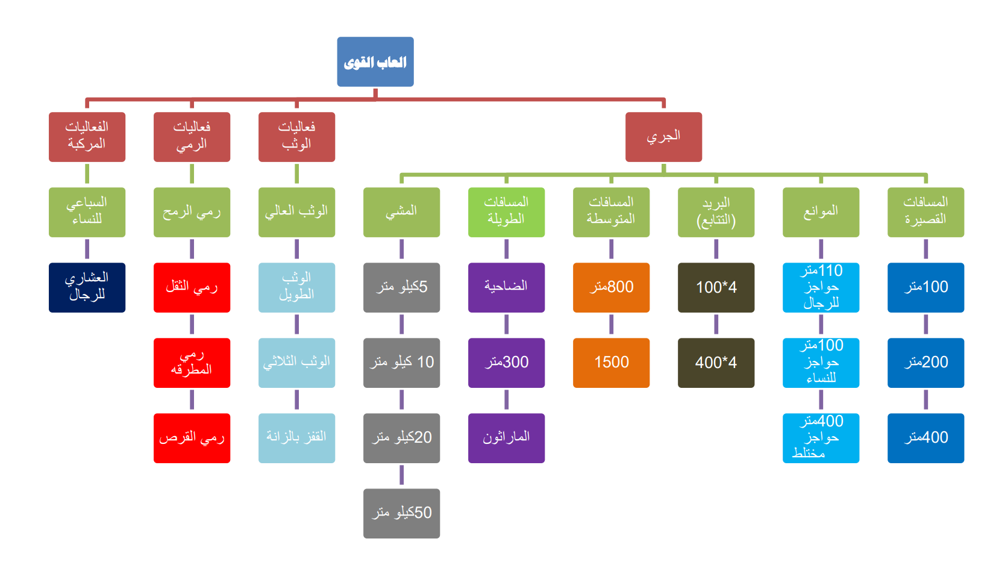 العاب القوى
الجري
فعاليات
الوثب
فعاليات
الرمي
الفعاليات
المركبة
المسافات
القصيرة
الموانع
البريد
(التتابع)
المسافات
المتوسطة
المسافات
الطويلة
المشي
الوثب العالي
رمي الرمح
السباعي
للنساء
100متر
110متر
حواجز
للرجال
100*4
800متر
الضاحية
5كيلو متر
الوثب
الطويل
رمي الثقل
العشاري
للرجال
200متر
100متر
حواجز
للنساء
400*4
1500
300متر
10 كيلو متر
الوثب الثلاثي
رمي
المطرقه
400متر
400متر
حواجز
مختلط
الماراثون
20كيلو متر
القفز بالزانة
رمي القرص
50كيلو متر